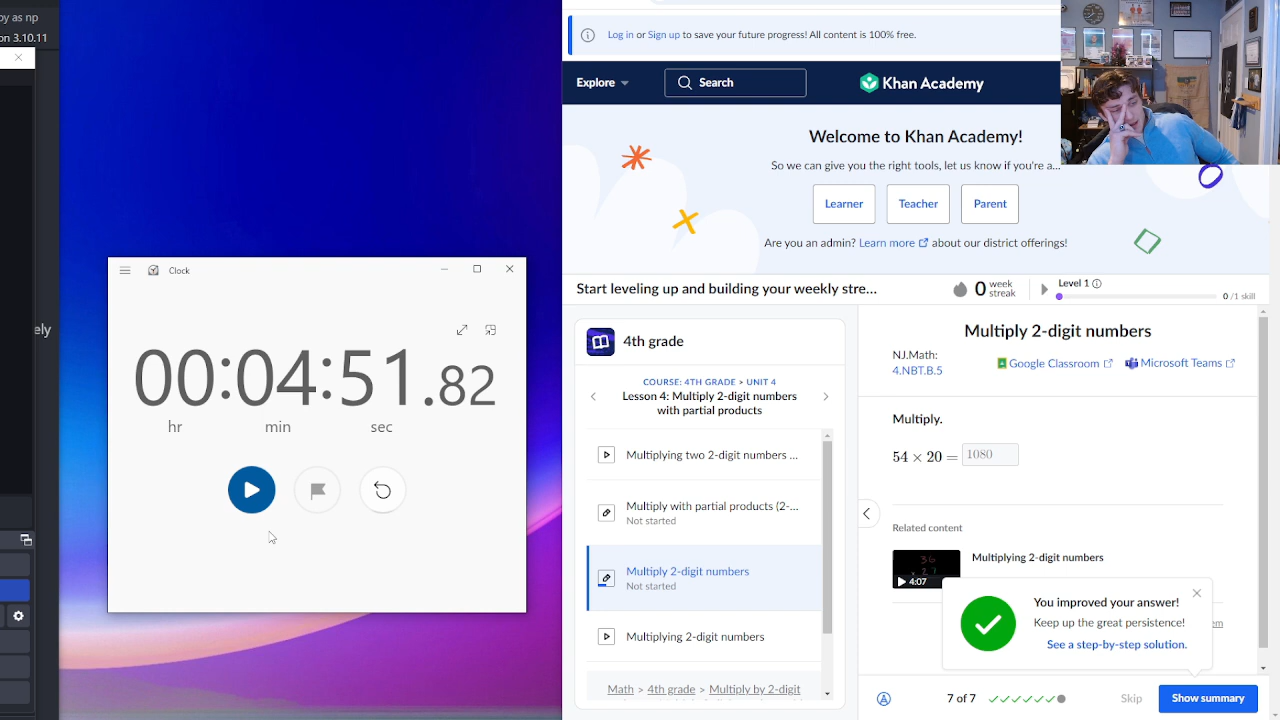 by as np
on 3.10.11
ely
Clock
00:04:51.82
hr min sec
Log in or Sign up to save your future progress! All content is 100% free.
Explore
Search
Khan Academy
Welcome to Khan Academy!
So we can give you the right tools, let us know if you're a...
Learner
Teacher
Parent
Are you an admin? Learn more about our district offerings!
Start leveling up and building your weekly stre...
0 week streak
Level 1
0 /1 skill
4th grade
COURSE: 4TH GRADE > UNIT 4
Lesson 4: Multiply 2-digit numbers
with partial products
Multiplying two 2-digit numbers ...
Multiply with partial products (2-...
Not started
Multiply 2-digit numbers
Not started
Multiplying 2-digit numbers
Math > 4th grade > Multiply by 2-digit
Multiply 2-digit numbers
NJ.Math:
4.NBT.B.5
Google Classroom
Microsoft Teams
Multiply.
54 × 20 = 1080
Related content
36
× 27
4:07
Multiplying 2-digit numbers
You improved your answer!
Keep up the great persistence!
See a step-by-step solution.
em
7 of 7
Skip
Show summary